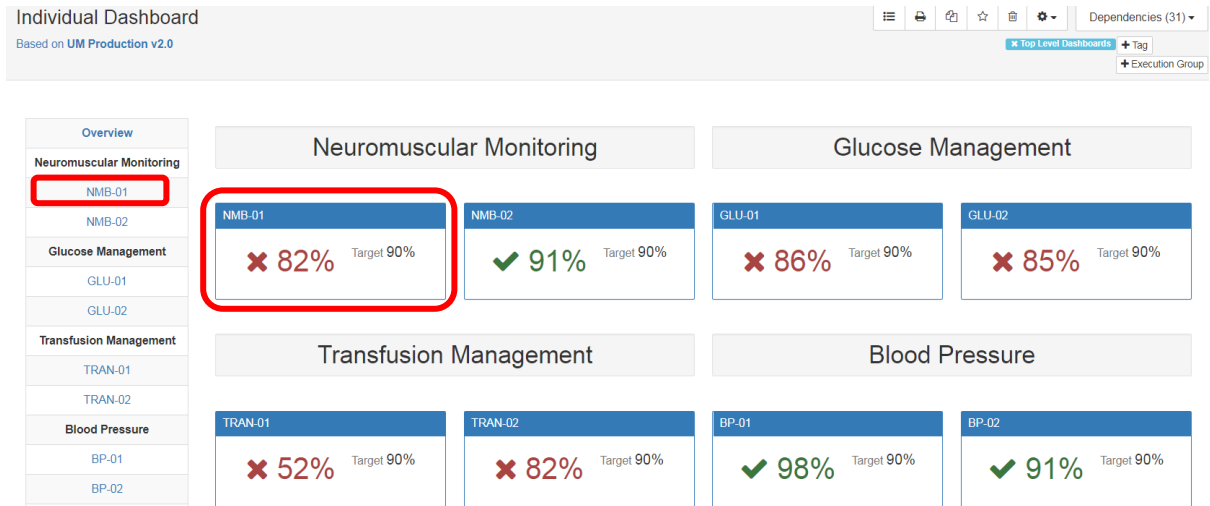 Individual Dashboard
Dependencies (31)
Based on UM Production v2.0
Top Level Dashboards
Tag
Execution Group
Overview
Neuromuscular Monitoring
NMB-01
NMB-02
Glucose Management
GLU-01
GLU-02
Transfusion Management
TRAN-01
TRAN-02
Blood Pressure
BP-01
BP-02
Neuromuscular Monitoring
NMB-01
82% Target 90%
NMB-02
91% Target 90%
Glucose Management
GLU-01
86% Target 90%
GLU-02
85% Target 90%
Transfusion Management
TRAN-01
52% Target 90%
TRAN-02
82% Target 90%
Blood Pressure
BP-01
98% Target 90%
BP-02
91% Target 90%